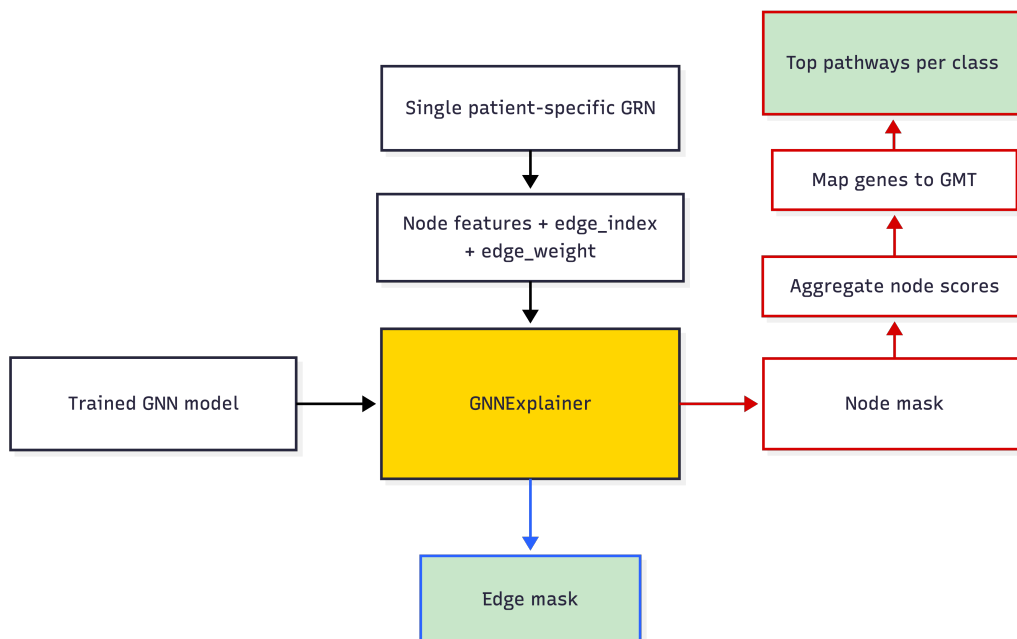 Top pathways per class
Single patient-specific GRN
Map genes to GMT
Node features + edge_index
+ edge_weight
Aggregate node scores
Trained GNN model
GNNExplainer
Node mask
Edge mask